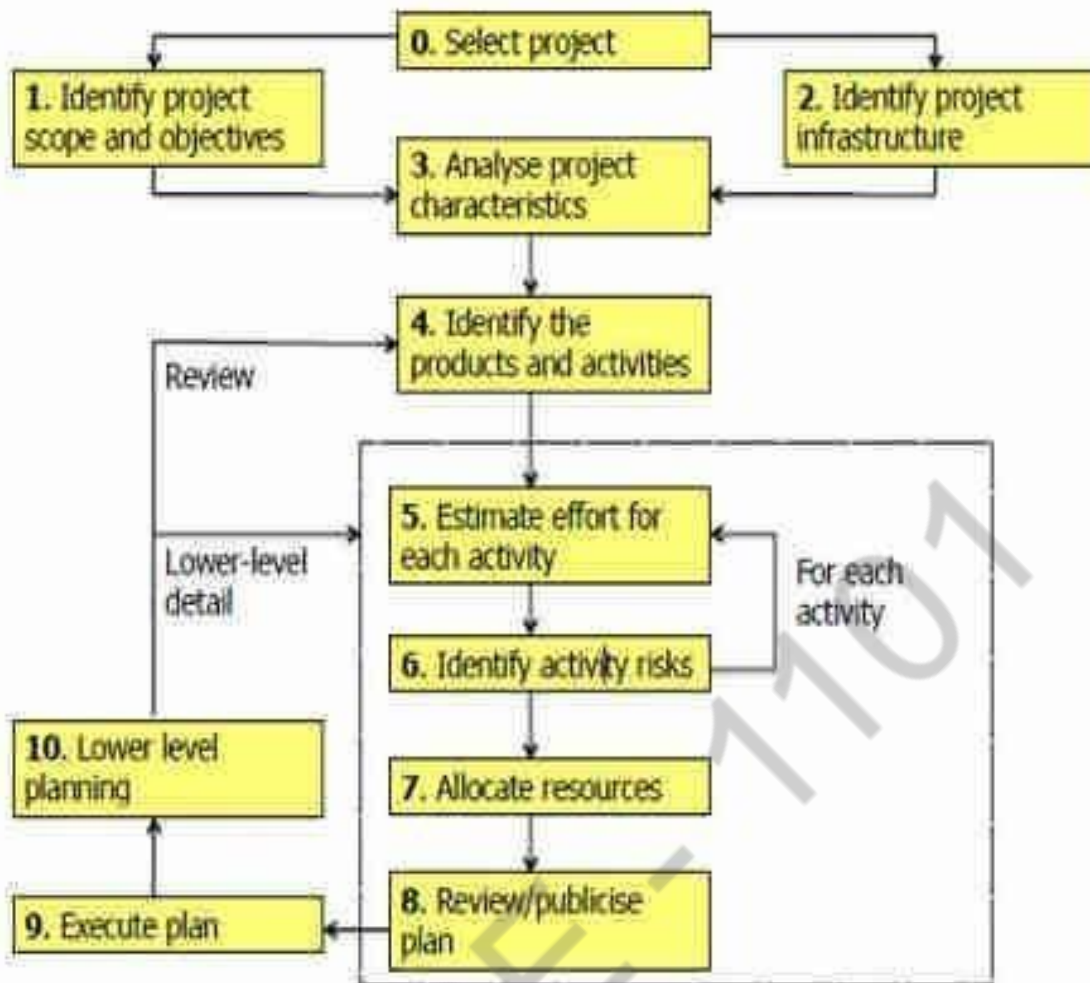 0. Select project
1. Identify project
scope and objectives
2. Identify project
infrastructure
3. Analyse project
characteristics
4. Identify the
products and activities
Review
5. Estimate effort for
each activity
Lower-level
detail
For each
activity
6. Identify activity risks
10. Lower level
planning
7. Allocate resources
8. Review/publicise
plan
9. Execute plan
E - 1101